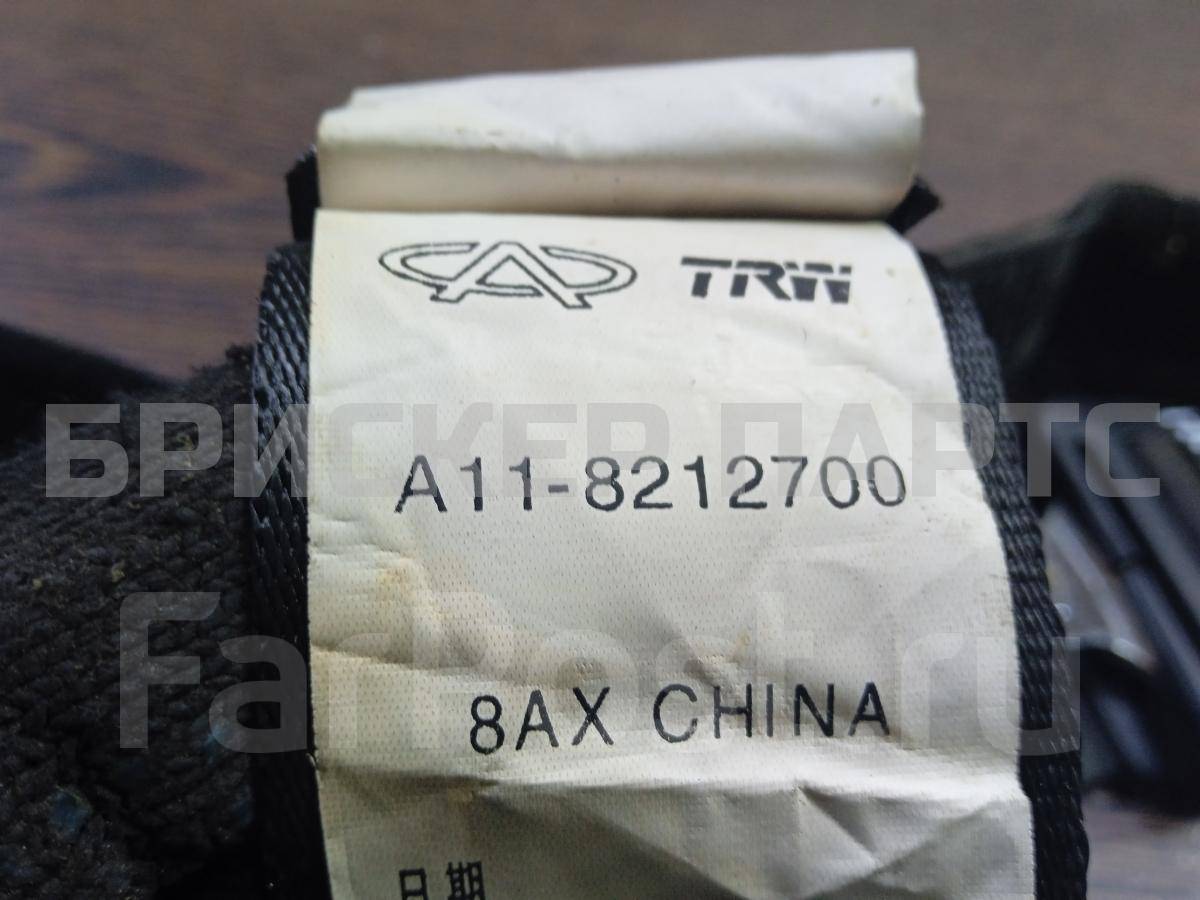 TRW
БРИСКЕР ПАРТС
A11-8212700
FarPost.ru
8AX CHINA
日期